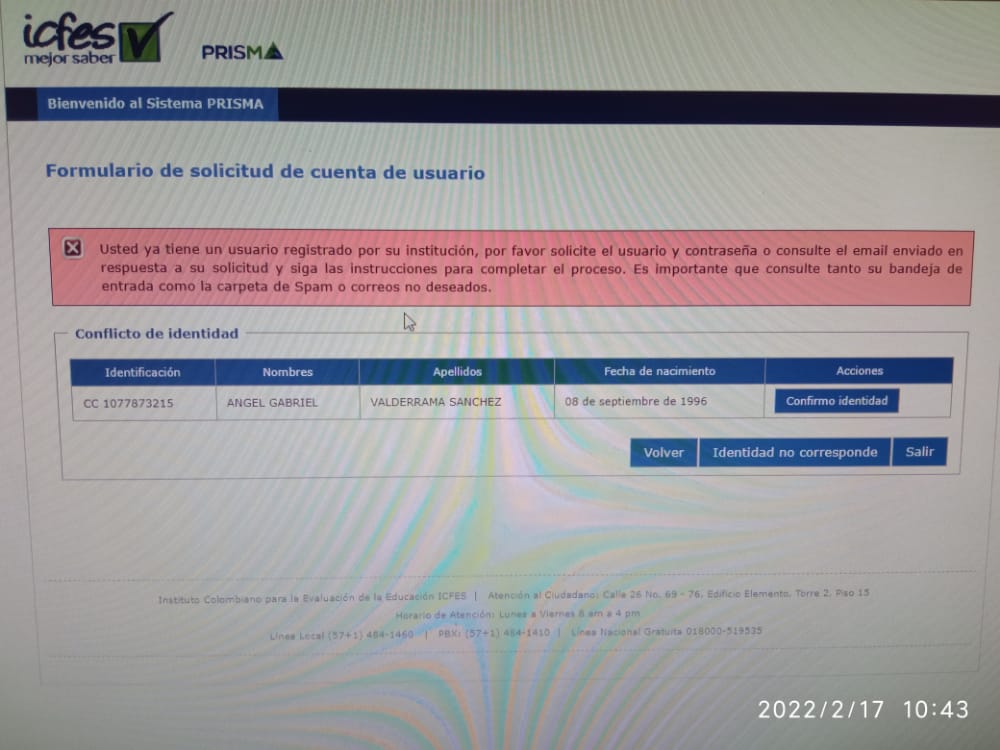 icfes
mejor saber
PRISMA
Bienvenido al Sistema PRISMA
Formulario de solicitud de cuenta de usuario
Usted ya tiene un usuario registrado por su institución, por favor solicite el usuario y contraseña o consulte el email enviado en
respuesta a su solicitud y siga las instrucciones para completar el proceso. Es importante que consulte tanto su bandeja de
entrada como la carpeta de Spam o correos no deseados.
Conflicto de identidad
Identificación Nombres Apellidos Fecha de nacimiento Acciones
CC 1077873215 ANGEL GABRIEL VALDERRAMA SANCHEZ 08 de septiembre de 1996 Confirmo identidad
Volver Identidad no corresponde Salir
Instituto Colombiano para la Evaluación de la Educación ICFES | Atención al Ciudadano: Calle 26 No. 69 - 76, Edificio Elemento, Torre 2, Piso 15
Horario de Atención: Lunes a Viernes 8 am a 4 pm
Línea Local (57+1) 484-1460 | PBX: (57+1) 484-1410 | Línea Nacional Gratuita 018000-519535
2022/2/17 10:43